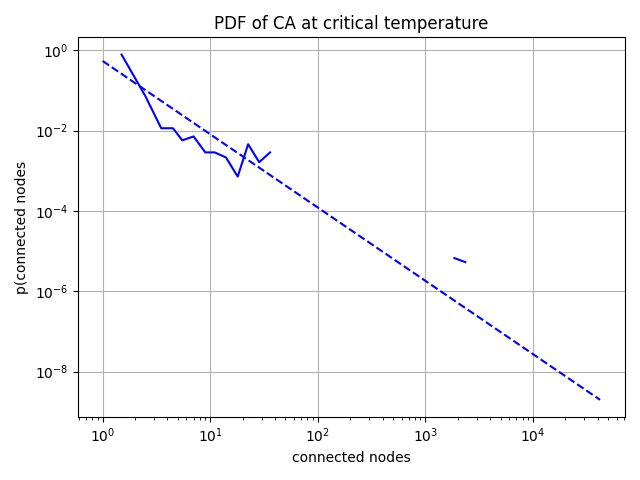 PDF of CA at critical temperature
p(connected nodes
10^0
10^-2
10^-4
10^-6
10^-8
10^0 10^1 10^2 10^3 10^4
connected nodes